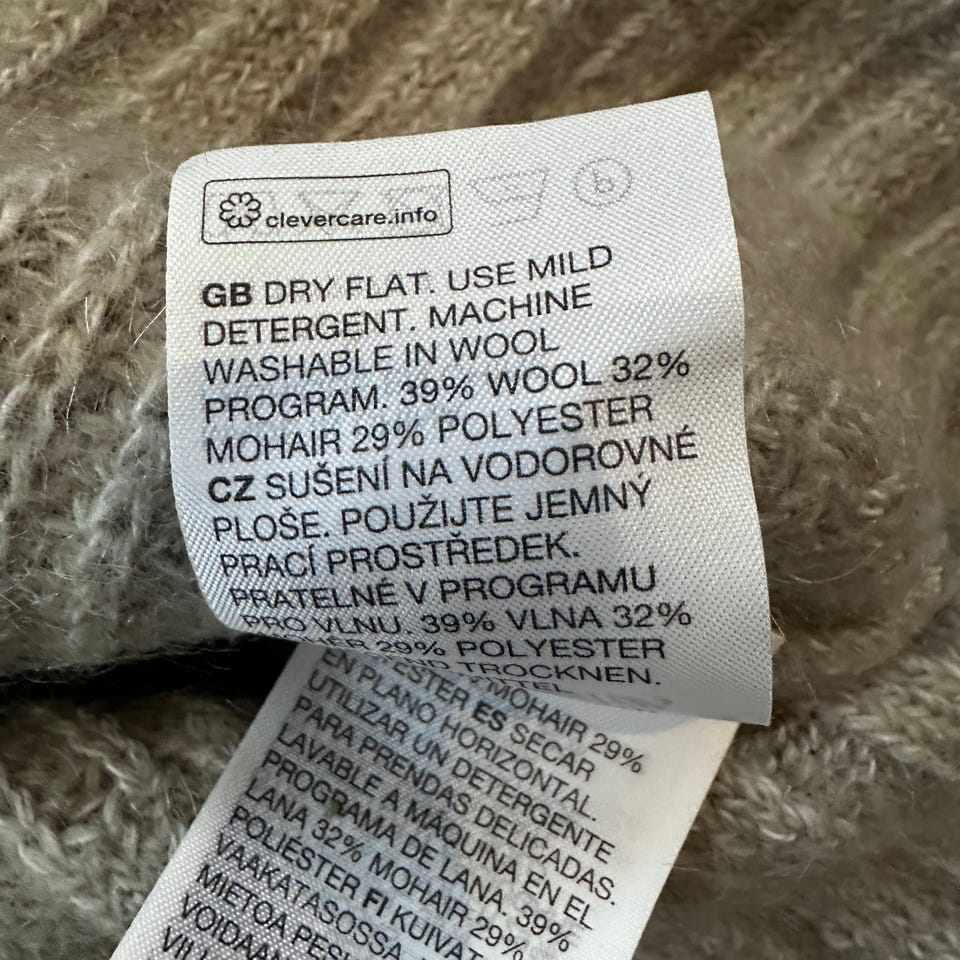 clevercare.info
GB DRY FLAT. USE MILD
DETERGENT. MACHINE
WASHABLE IN WOOL
PROGRAM. 39% WOOL 32%
MOHAIR 29% POLYESTER
CZ SUŠENÍ NA VODOROVNÉ
PLOŠE. POUŽIJTE JEMNÝ
PRACÍ PROSTŘEDEK.
PRATELNÉ V PROGRAMU
PRO VLNU. 39% VLNA 32%
29% POLYESTER
TROCKNEN.
MOHAIR 29%
ES SECAR
EN PLANO HORIZONTAL.
UTILIZAR UN DETERGENTE
PARA PRENDAS DELICADAS.
LAVABLE A MÁQUINA EN EL
PROGRAMA DE LANA. 39%
LANA 32% MOHAIR 29%
POLIÉSTER FI KUIVAT
VAAKATASOSSA
MIETOA